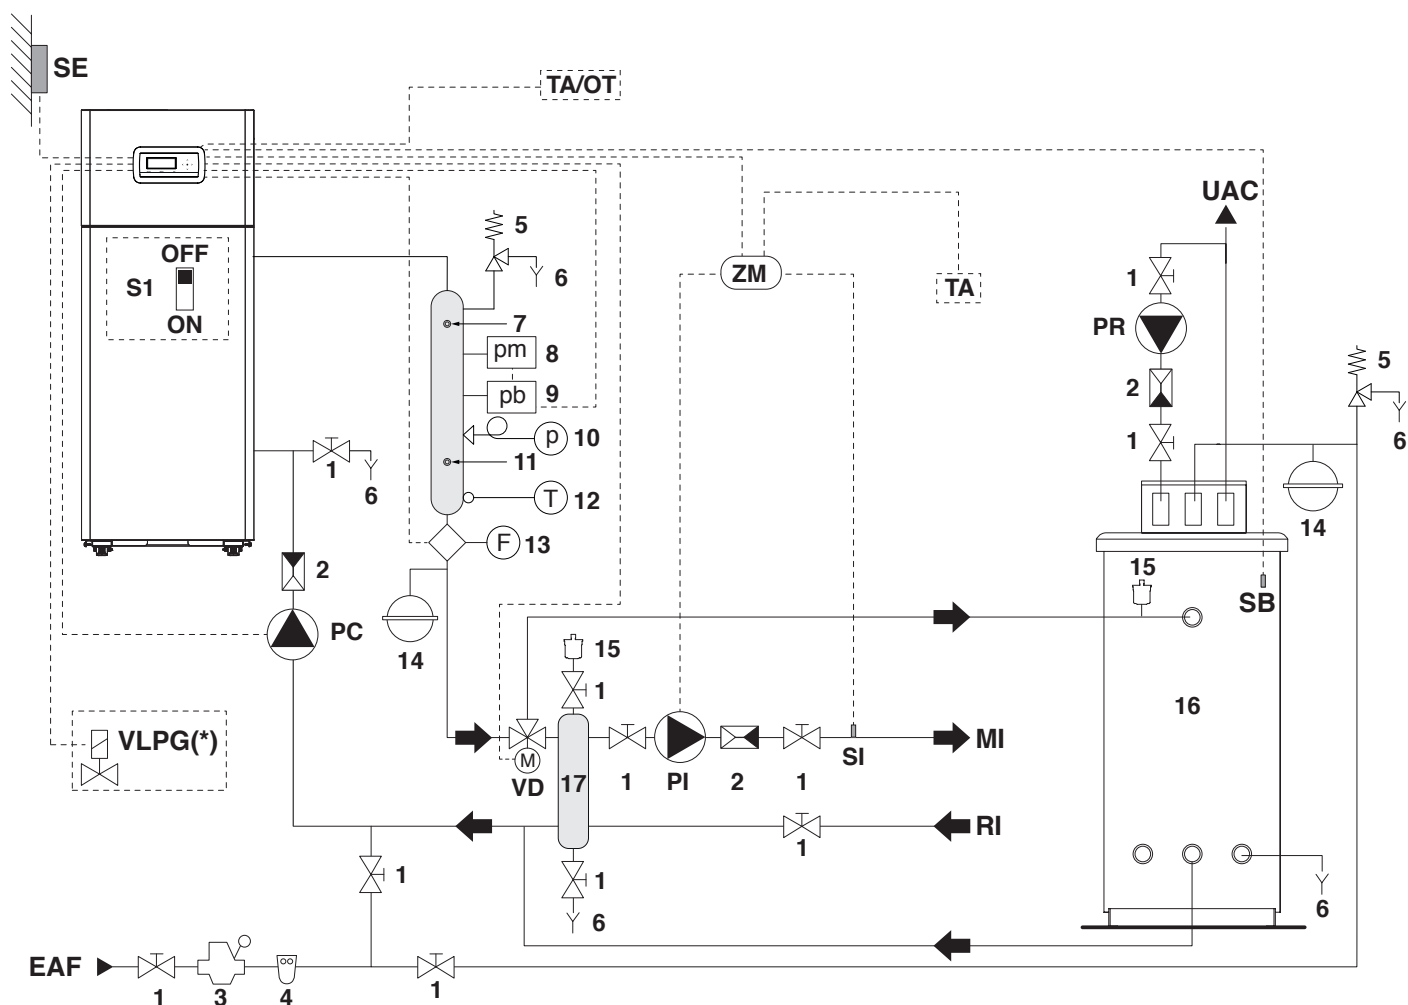 SE
TA/OT
UAC
5
OFF
6
ZM
1
S1
TA
ON
7
PR
pm 8
5
pb 9
2
p 10
1
6
1
11
6
T 12
14
F 13
2
15
SB
PC
14
15
1
16
VLPG(*)
M
VD
17
1
PI
2
1
SI
MI
RI
1
1
1
6
6
EAF
1
3
4
1